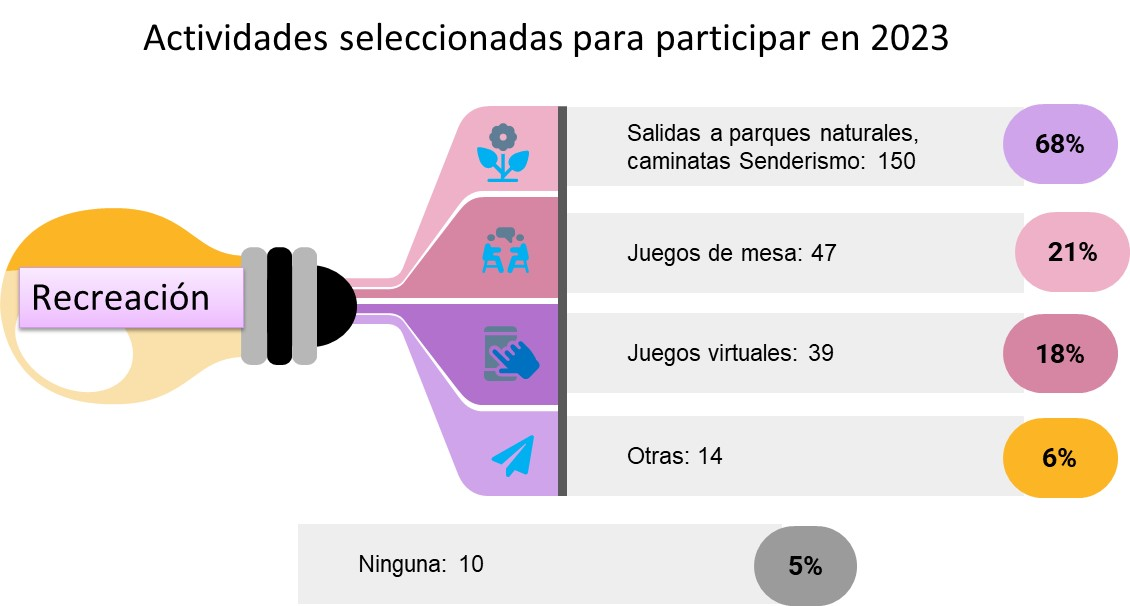 Actividades seleccionadas para participar en 2023
Recreación
Salidas a parques naturales,
caminatas Senderismo: 150
68%
Juegos de mesa: 47
21%
Juegos virtuales: 39
18%
Otras: 14
6%
Ninguna: 10
5%